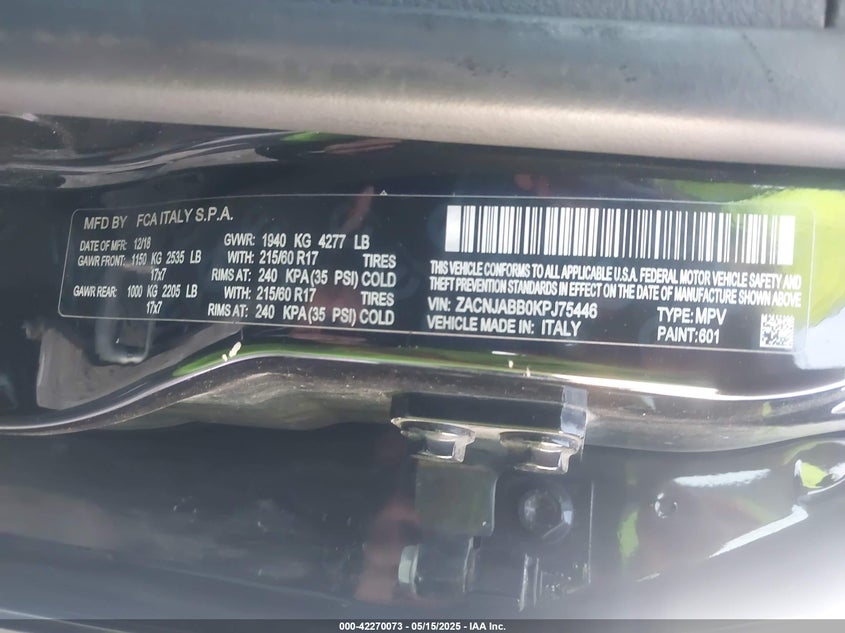 MFD BY FCA ITALY S.P.A.
DATE OF MFR: 12/18 GVWR: 1940 KG 4277 LB
GAWR FRONT: 1150 KG 2535 LB WITH: 215/60 R17 TIRES
17x7 RIMS AT: 240 KPA(35 PSI) COLD
GAWR REAR: 1000 KG 2205 LB WITH: 215/60 R17 TIRES
17x7 RIMS AT: 240 KPA(35 PSI) COLD
THIS VEHICLE CONFORMS TO ALL APPLICABLE U.S.A. FEDERAL MOTOR VEHICLE SAFETY AND
THEFT PREVENTION STANDARDS IN EFFECT ON THE DATE OF MANUFACTURE SHOWN ABOVE.
VIN: ZACNJABB0KPJ75446 TYPE: MPV
VEHICLE MADE IN: ITALY PAINT:601
000-42270073 - 05/15/2025 - IAA Inc.